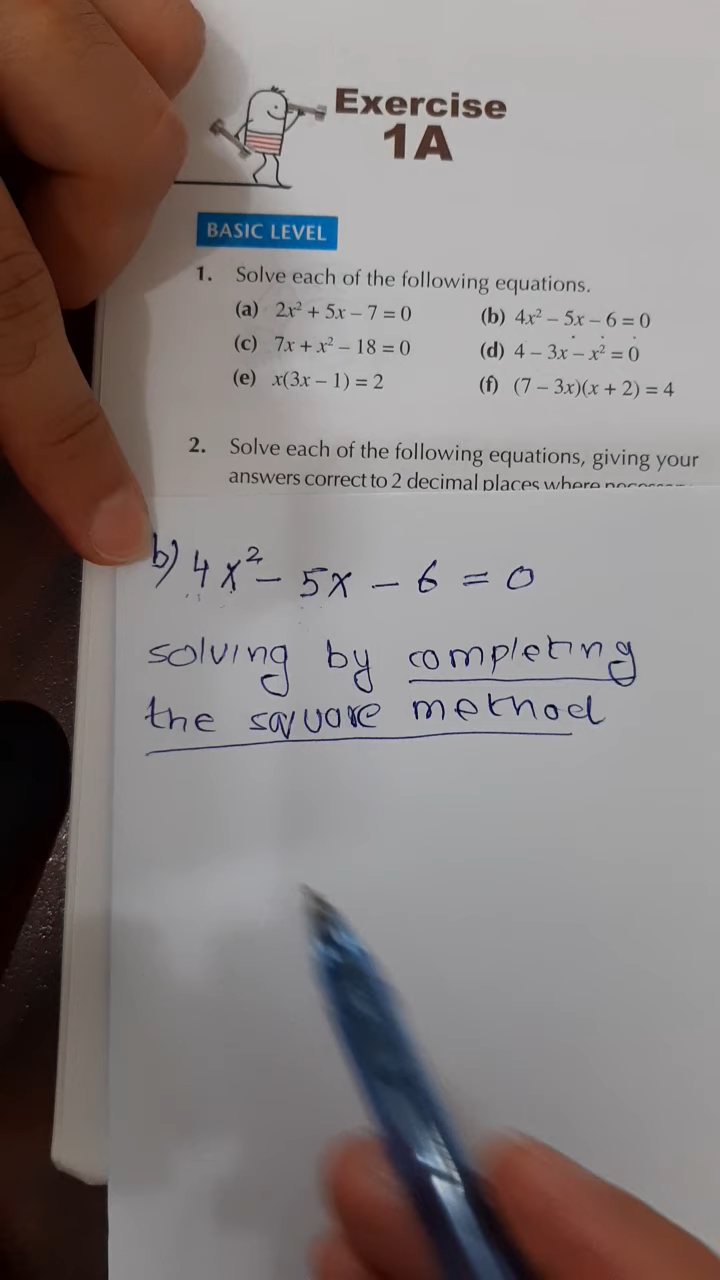 Exercise
1A
BASIC LEVEL
1. Solve each of the following equations.
(a) 2x² + 5x – 7 = 0 (b) 4x² – 5x – 6 = 0
(c) 7x + x² – 18 = 0 (d) 4 – 3x – x² = 0
(e) x(3x – 1) = 2 (f) (7 – 3x)(x + 2) = 4
2. Solve each of the following equations, giving your
answers correct to 2 decimal places where
b) 4x² – 5x – 6 = 0
solving by completing
the square method